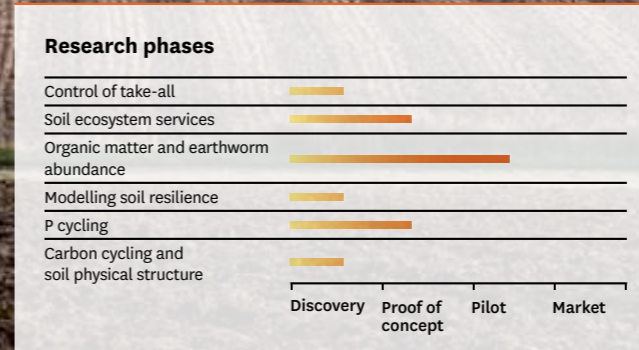 Research phases
Control of take-all
Soil ecosystem services
Organic matter and earthworm
abundance
Modelling soil resilience
P cycling
Carbon cycling and
soil physical structure
Discovery Proof of Pilot Market
concept